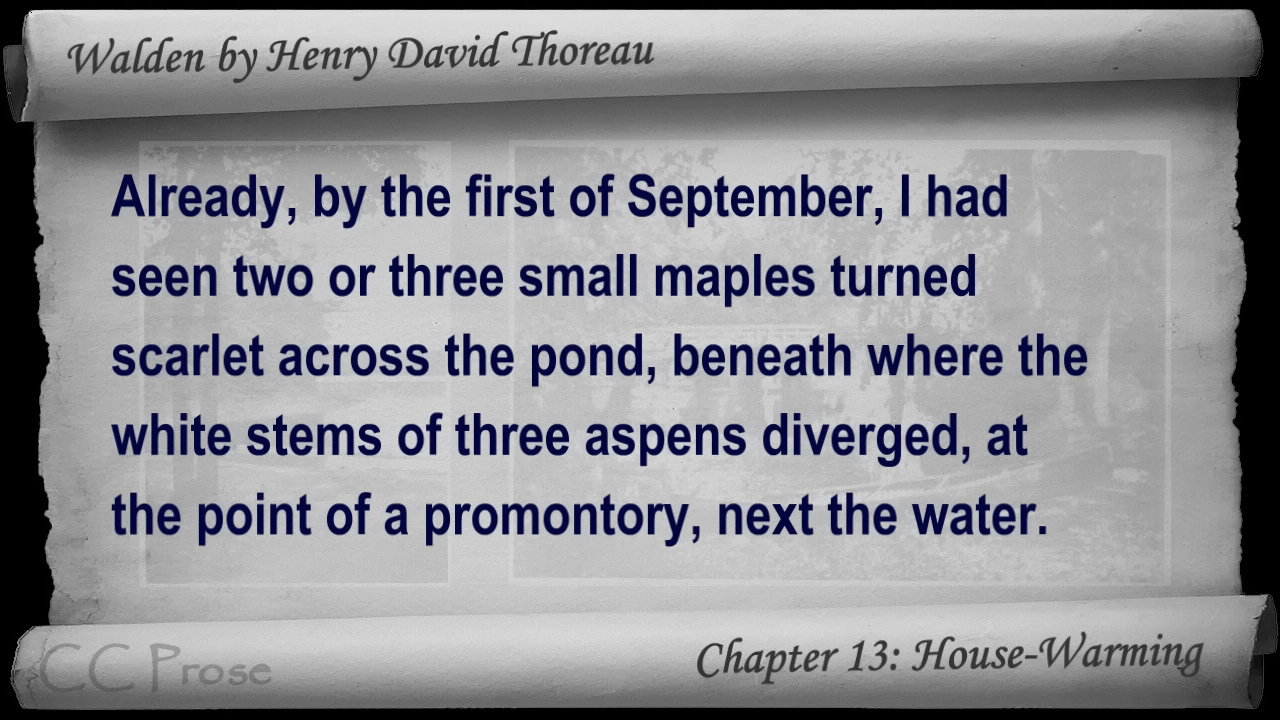 Walden by Henry David Thoreau
Already, by the first of September, I had
seen two or three small maples turned
scarlet across the pond, beneath where the
white stems of three aspens diverged, at
the point of a promontory, next the water.
CC Prose
Chapter 13: House-Warming